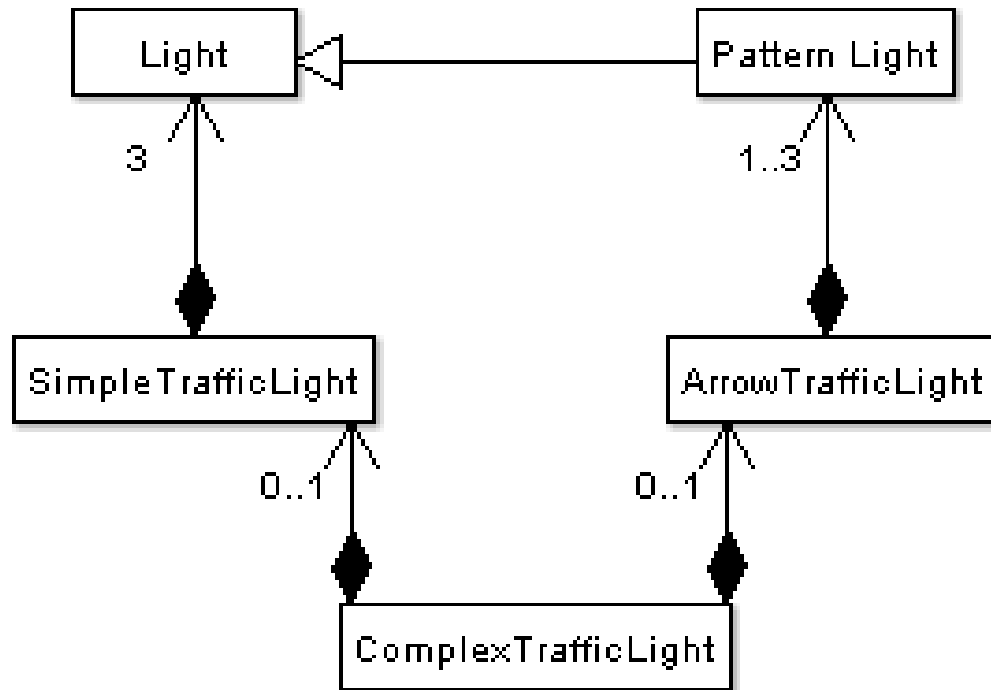 Light
Pattern Light
3
1..3
SimpleTrafficLight
ArrowTrafficLight
0..1
0..1
ComplexTrafficLight